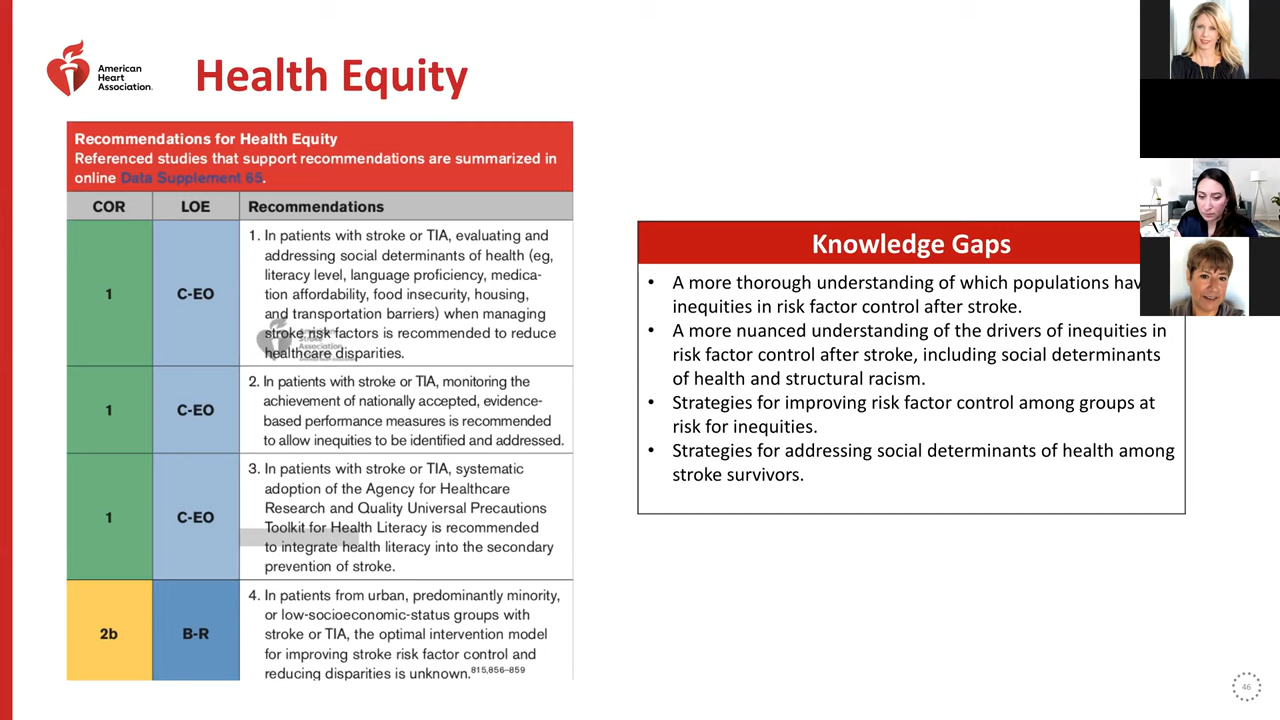 American
Heart
Association.
Health Equity
Recommendations for Health Equity
Referenced studies that support recommendations are summarized in
online Data Supplement 65.
COR LOE Recommendations
1 C-EO
1. In patients with stroke or TIA, evaluating and
addressing social determinants of health (eg,
literacy level, language proficiency, medica-
tion affordability, food insecurity, housing,
and transportation barriers) when managing
stroke risk factors is recommended to reduce
healthcare disparities.
1 C-EO
2. In patients with stroke or TIA, monitoring the
achievement of nationally accepted, evidence-
based performance measures is recommended
to allow inequities to be identified and addressed.
1 C-EO
3. In patients with stroke or TIA, systematic
adoption of the Agency for Healthcare
Research and Quality Universal Precautions
Toolkit for Health Literacy is recommended
to integrate health literacy into the secondary
prevention of stroke.
2b B-R
4. In patients from urban, predominantly minority,
or low-socioeconomic-status groups with
stroke or TIA, the optimal intervention model
for improving stroke risk factor control and
reducing disparities is unknown.815,856–859
Knowledge Gaps
• A more thorough understanding of which populations hav
inequities in risk factor control after stroke.
• A more nuanced understanding of the drivers of inequities in
risk factor control after stroke, including social determinants
of health and structural racism.
• Strategies for improving risk factor control among groups at
risk for inequities.
• Strategies for addressing social determinants of health among
stroke survivors.
46